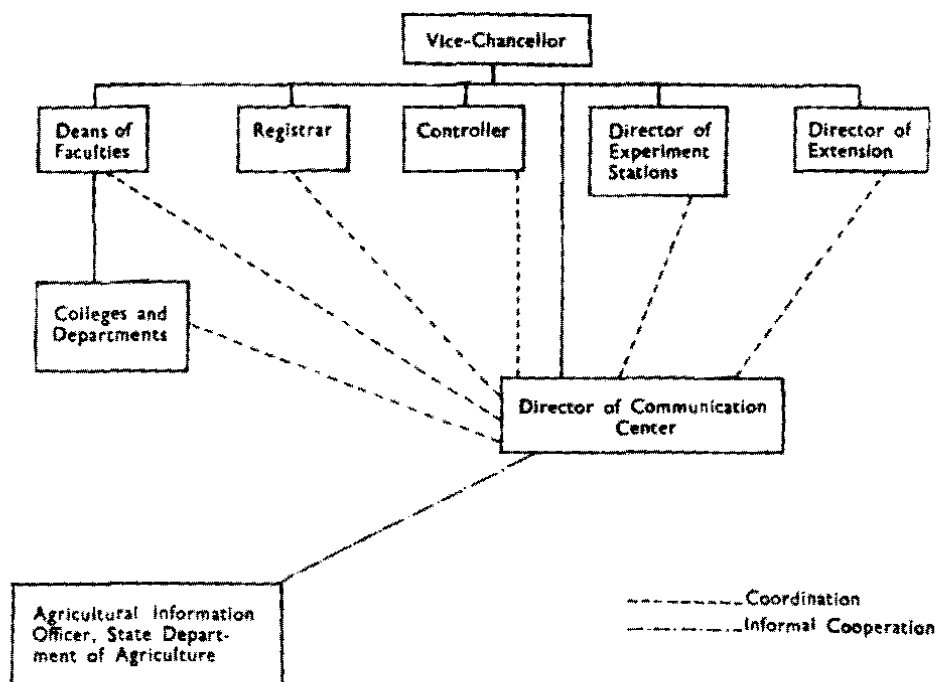 Vice-Chancellor
Deans of
Faculties
Registrar
Controller
Director of
Experiment
Stations
Director of
Extension
Colleges and
Departments
Director of Communication
Center
Agricultural Information
Officer, State Depart-
ment of Agriculture
Coordination
Informal Cooperation